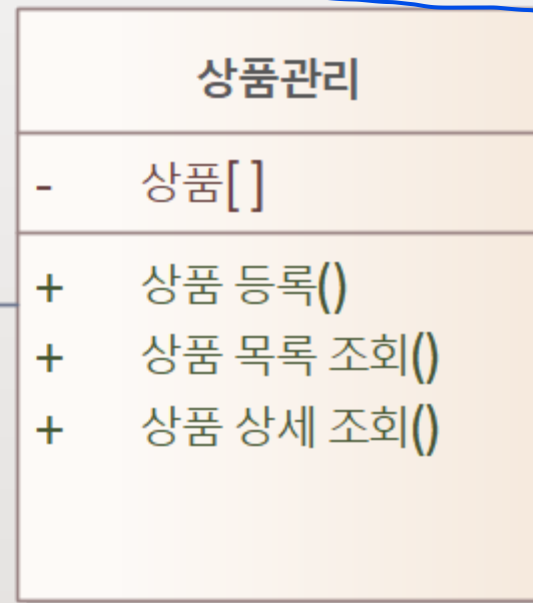 상품관리
- 상품[ ]
+ 상품 등록()
+ 상품 목록 조회()
+ 상품 상세 조회()